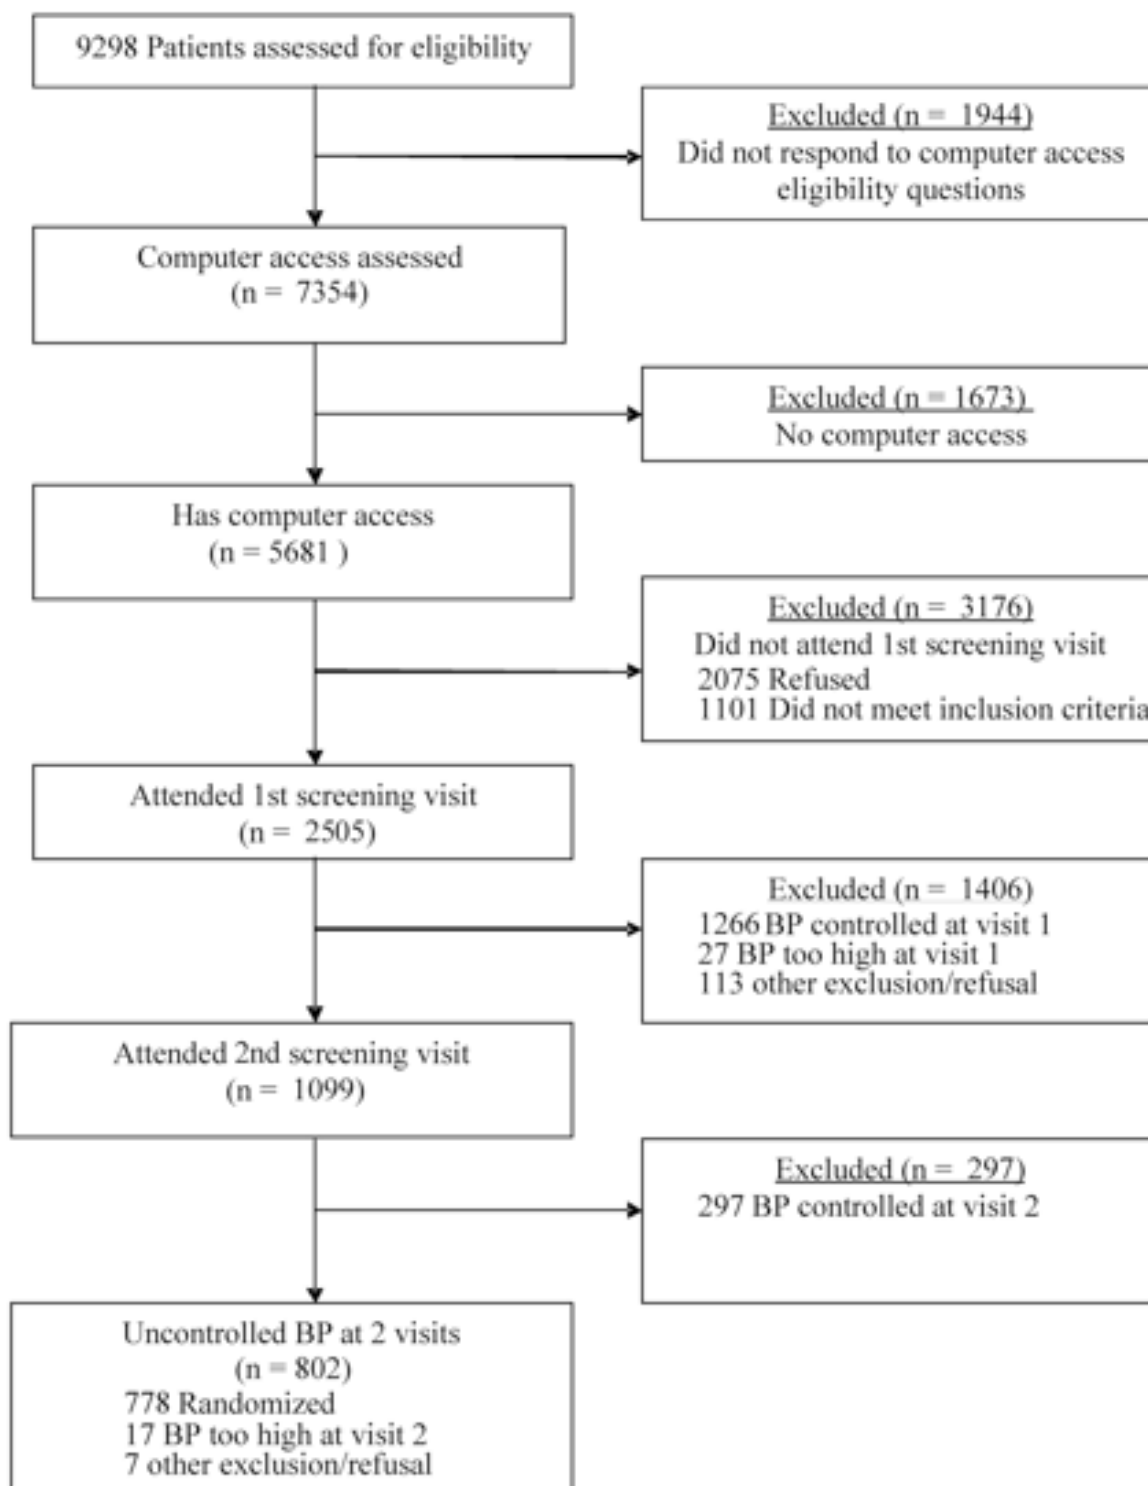 9298 Patients assessed for eligibility
Excluded (n = 1944)
Did not respond to computer access
eligibility questions
Computer access assessed
(n = 7354)
Excluded (n = 1673)
No computer access
Has computer access
(n = 5681 )
Excluded (n = 3176)
Did not attend 1st screening visit
2075 Refused
1101 Did not meet inclusion criteria
Attended 1st screening visit
(n = 2505)
Excluded (n = 1406)
1266 BP controlled at visit 1
27 BP too high at visit 1
113 other exclusion/refusal
Attended 2nd screening visit
(n = 1099)
Excluded (n = 297)
297 BP controlled at visit 2
Uncontrolled BP at 2 visits
(n = 802)
778 Randomized
17 BP too high at visit 2
7 other exclusion/refusal